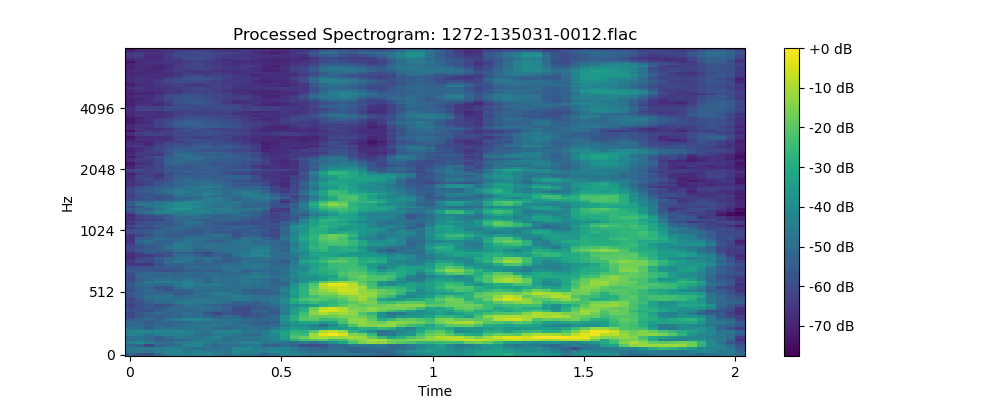 Processed Spectrogram: 1272-135031-0012.flac
Hz
4096
2048
1024
512
0
0
0.5
1
1.5
2
Time
+0 dB
-10 dB
-20 dB
-30 dB
-40 dB
-50 dB
-60 dB
-70 dB